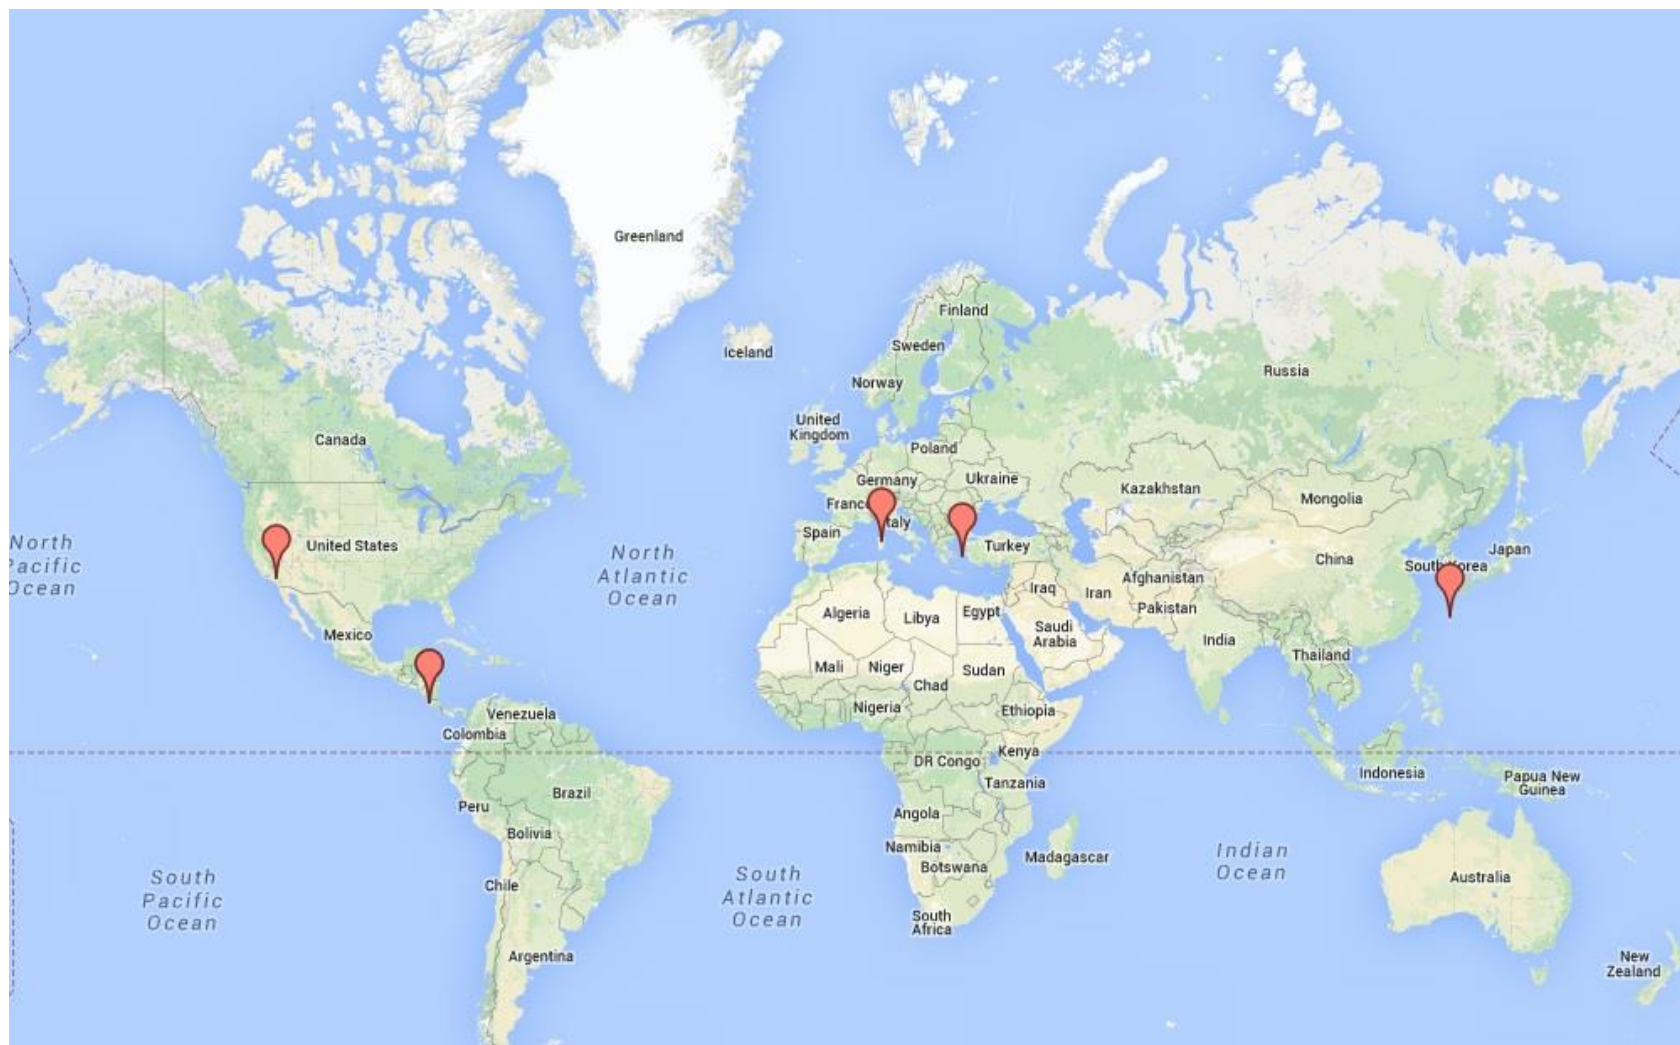 Greenland
Iceland
Finland
Sweden
Norway
Russia
United
Kingdom
Canada
Poland
Germany
Ukraine
Kazakhstan
Mongolia
France
Italy
Spain
Turkey
United States
China
Japan
South Korea
North
Pacific
Ocean
North
Atlantic
Ocean
Afghanistan
Iraq
Iran
Pakistan
Algeria
Libya
Egypt
Saudi
Arabia
India
Mexico
Thailand
Mali
Niger
Sudan
Chad
Nigeria
Ethiopia
Venezuela
Colombia
DR Congo
Kenya
Tanzania
Indonesia
Papua New
Guinea
Peru
Brazil
Angola
Bolivia
Namibia
Botswana
Madagascar
Indian
Ocean
Chile
Australia
South
Pacific
Ocean
South
Atlantic
Ocean
South
Africa
Argentina
New
Zealand